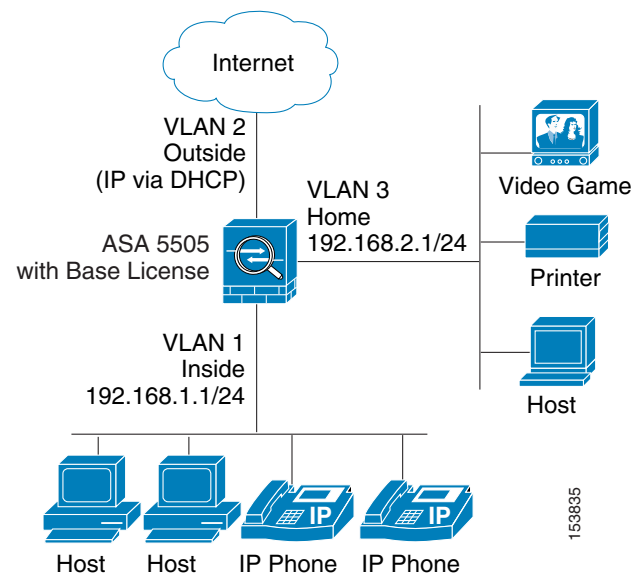 Internet
VLAN 2
Outside
(IP via DHCP)
VLAN 3
Home
192.168.2.1/24
Video Game
ASA 5505
with Base License
Printer
VLAN 1
Inside
192.168.1.1/24
Host
IP
IP
Host
Host
IP Phone
IP Phone
153835